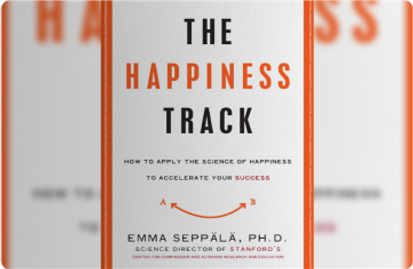 THE
HAPPINESS
TRACK
HOW TO APPLY THE SCIENCE OF HAPPINESS
TO ACCELERATE YOUR SUCCESS
A B
EMMA SEPPÄLÄ, PH.D.
SCIENCE DIRECTOR OF STANFORD'S
CENTER FOR COMPASSION AND ALTRUISM RESEARCH AND EDUCATION